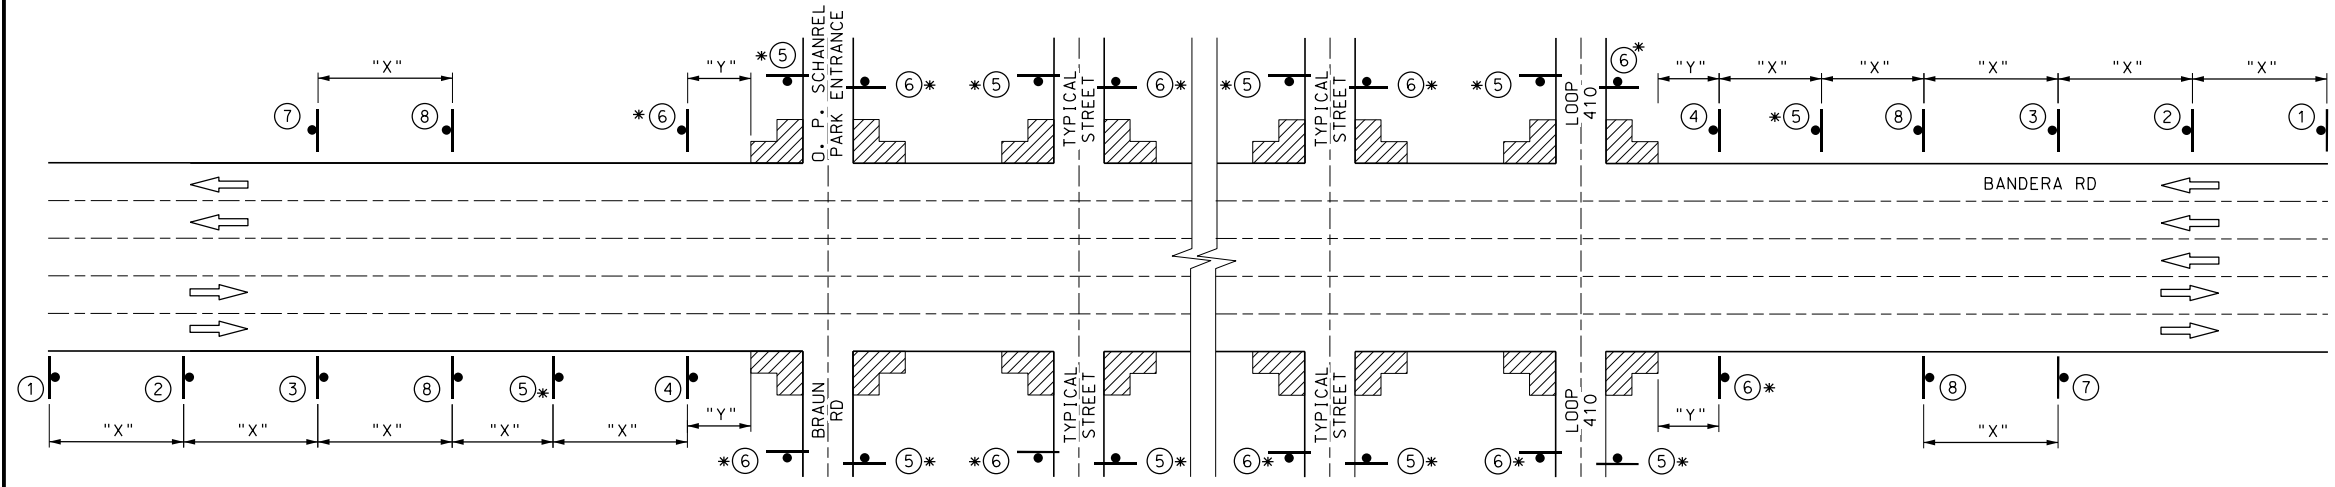 O. P. SCHANREL
PARK ENTRANCE
* 5
6 *
* 5
TYPICAL
STREET
6 *
* 5
TYPICAL
STREET
6 *
* 5
LOOP
410
6 *
"X"
"Y"
"Y"
"X"
"X"
"X"
"X"
"X"
7
8
* 6
4
* 5
8
3
2
1
BANDERA RD
1
2
3
8
5 *
4
6 *
8
7
"X"
"X"
"X"
"X"
"X"
"Y"
"Y"
"X"
BRAUN
RD
TYPICAL
STREET
TYPICAL
STREET
LOOP
410
* 6
5 *
* 6
5 *
6 *
5 *
6 *
5 *